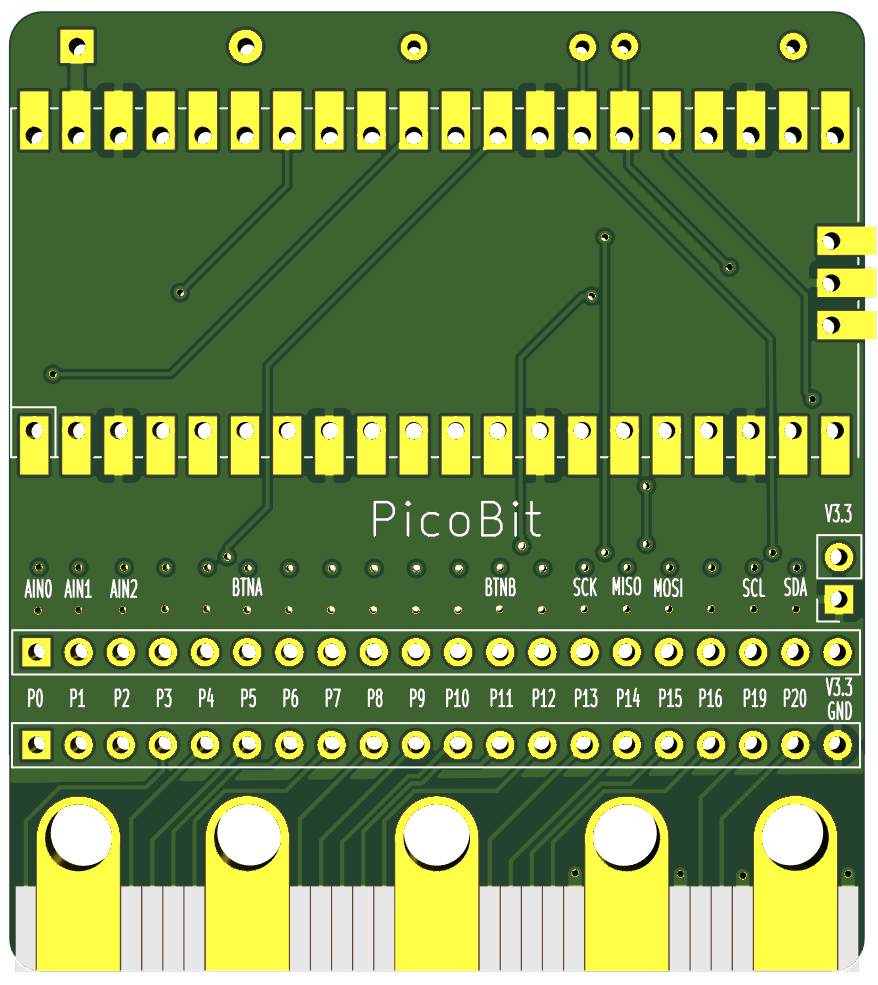 PicoBit
V3.3
AIN0 AIN1 AIN2 BTNA BTNB SCK MISO MOSI SCL SDA
P0 P1 P2 P3 P4 P5 P6 P7 P8 P9 P10 P11 P12 P13 P14 P15 P16 P19 P20 V3.3
GND